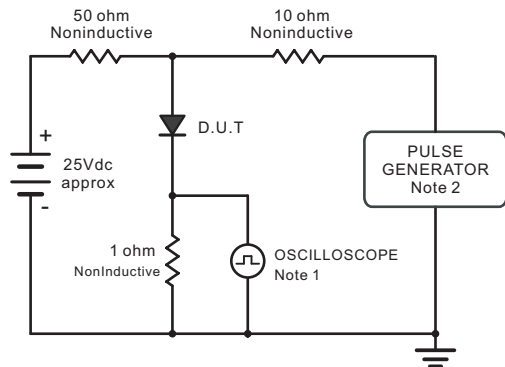 50 ohm
Noninductive
10 ohm
Noninductive
D.U.T
+
25Vdc
approx
-
PULSE
GENERATOR
Note 2
1 ohm
NonInductive
OSCILLOSCOPE
Note 1